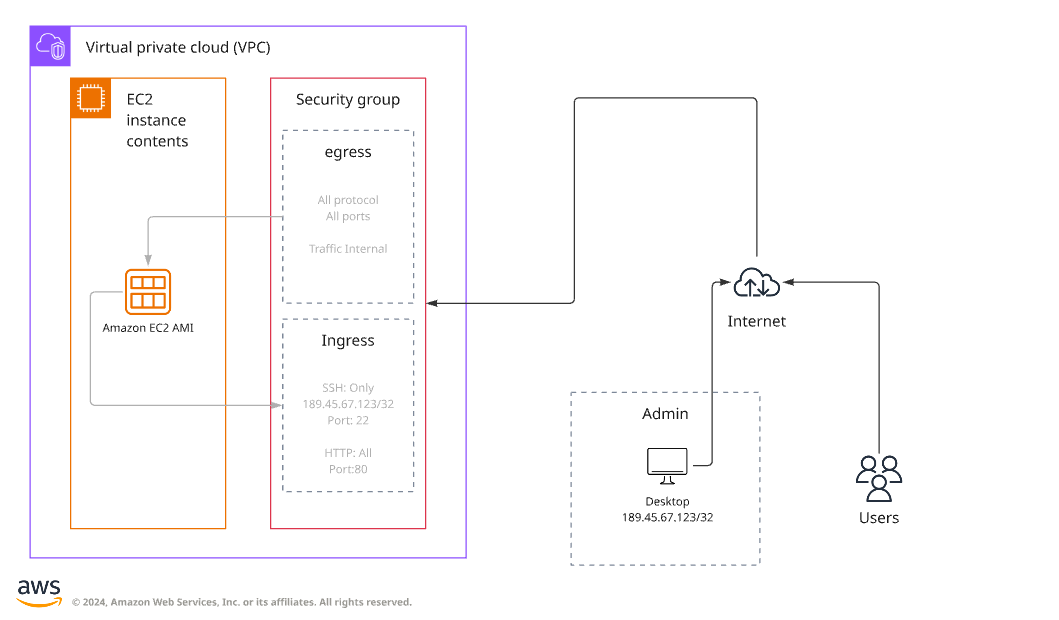 Virtual private cloud (VPC)
EC2
instance
contents
Security group
egress
All protocol
All ports
Traffic Internal
Amazon EC2 AMI
Ingress
SSH: Only
189.45.67.123/32
Port: 22
HTTP: All
Port:80
Internet
Admin
Desktop
189.45.67.123/32
Users
aws
© 2024, Amazon Web Services, Inc. or its affiliates. All rights reserved.